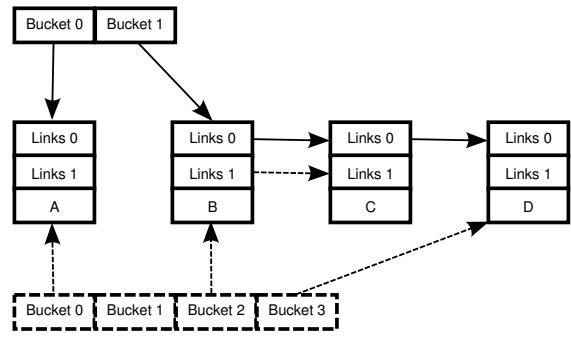 Bucket 0 Bucket 1
Links 0 Links 0 Links 0 Links 0
Links 1 Links 1 Links 1 Links 1
A B C D
Bucket 0 Bucket 1 Bucket 2 Bucket 3